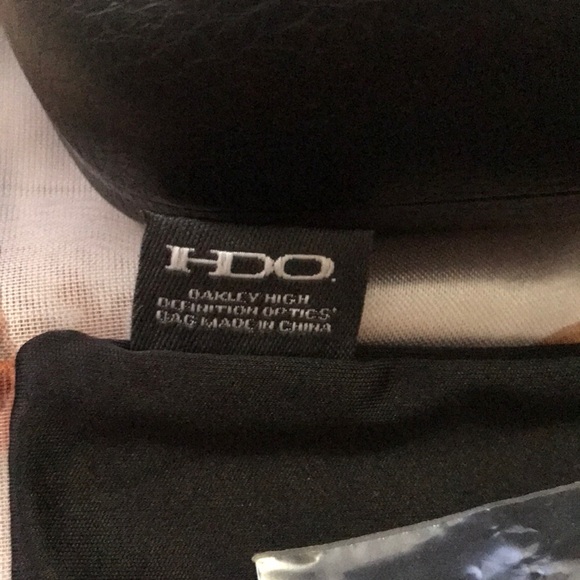 HDO.
OAKLEY HIGH
DEFINITION OPTICS'
BAG MADE IN CHINA